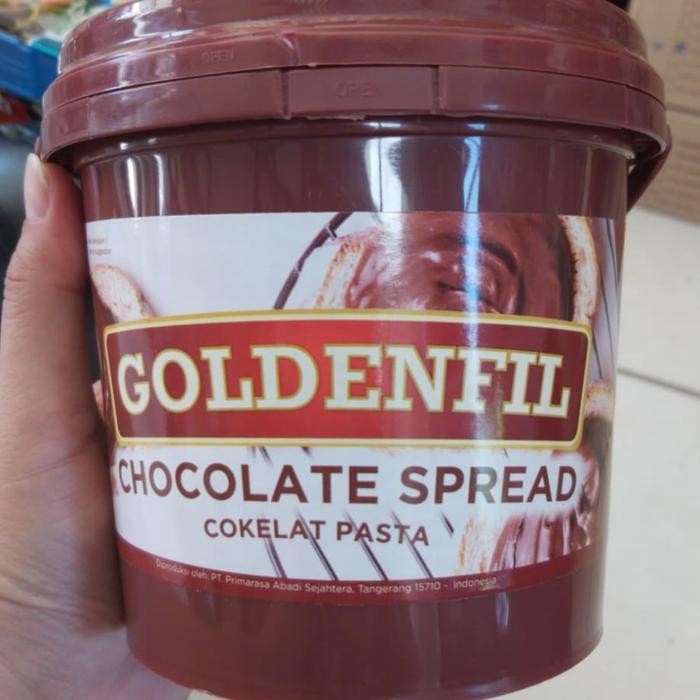 OPEN
OPEN
GOLDENFIL
CHOCOLATE SPREAD
COKELAT PASTA
Diproduksi oleh: PT. Primarasa Abadi Sejahtera, Tangerang 15710 - Indonesia